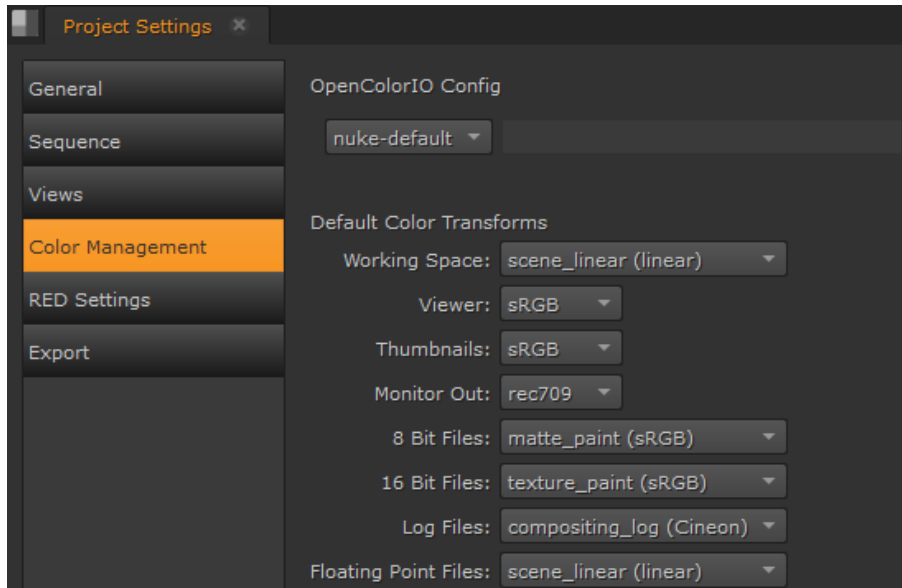 Project Settings
General
Sequence
Views
Color Management
RED Settings
Export
OpenColorIO Config
nuke-default
Default Color Transforms
Working Space: scene_linear (linear)
Viewer: sRGB
Thumbnails: sRGB
Monitor Out: rec709
8 Bit Files: matte_paint (sRGB)
16 Bit Files: texture_paint (sRGB)
Log Files: compositing_log (Cineon)
Floating Point Files: scene_linear (linear)